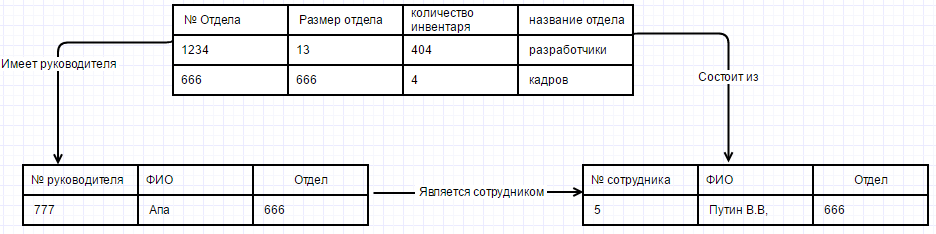 № Отдела Размер отдела количество инвентаря название отдела
1234 13 404 разработчики
666 666 4 кадров
Имеет руководителя
Состоит из
№ руководителя ФИО Отдел
777 Апа 666
Является сотрудником
№ сотрудника ФИО Отдел
5 Путин В.В, 666